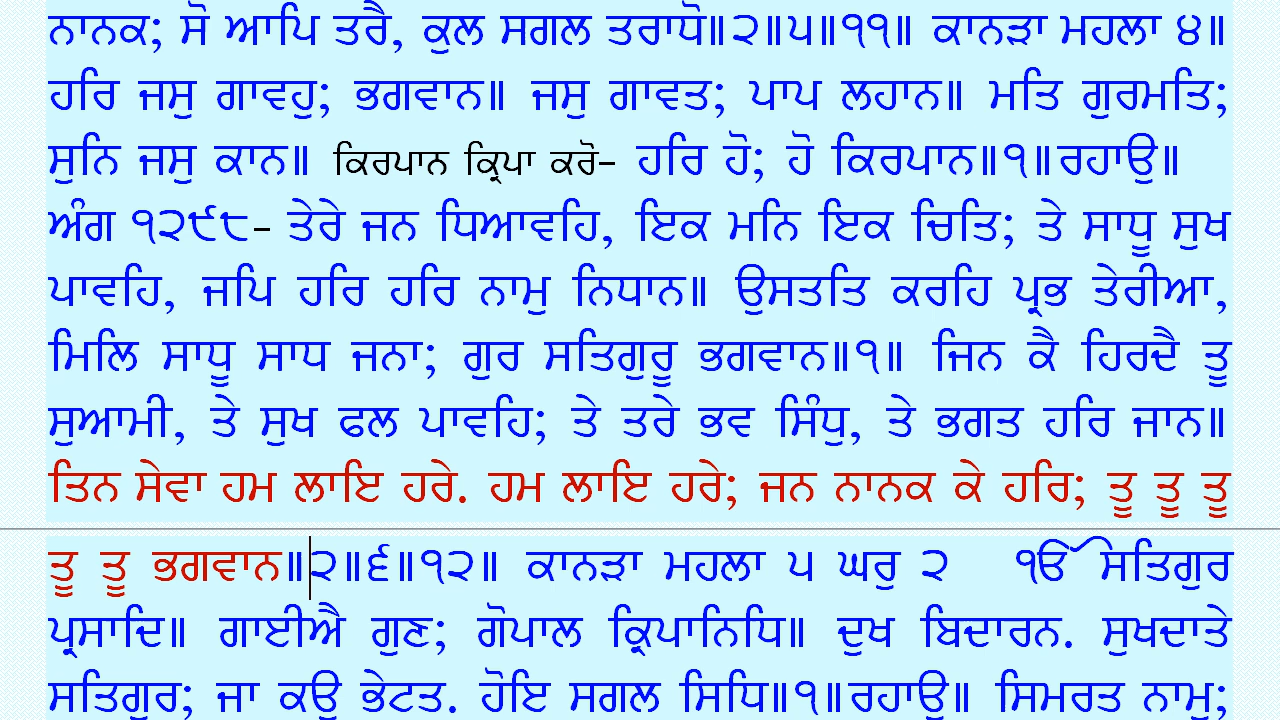 ਨਾਨਕ; ਸੋ ਆਪਿ ਤਰੈ, ਕੁਲ ਸਗਲ ਤਰਾਧੋ॥੨॥੫॥੧੧॥ ਕਾਨੜਾ ਮਹਲਾ ੪॥
ਹਰਿ ਜਸੁ ਗਾਵਹੁ; ਭਗਵਾਨ॥ ਜਸੁ ਗਾਵਤ; ਪਾਪ ਲਹਾਨ॥ ਮਤਿ ਗੁਰਮਤਿ;
ਸੁਨਿ ਜਸੁ ਕਾਨ॥ ਕਿਰਪਾਨ ਕ੍ਰਿਪਾ ਕਰੋ– ਹਰਿ ਹੋ; ਹੋ ਕਿਰਪਾਨ॥੧॥ਰਹਾਉ॥
ਅੰਗ ੧੨੯੮– ਤੇਰੇ ਜਨ ਧਿਆਵਹਿ, ਇਕ ਮਨਿ ਇਕ ਚਿਤਿ; ਤੇ ਸਾਧੂ ਸੁਖ
ਪਾਵਹਿ, ਜਪਿ ਹਰਿ ਹਰਿ ਨਾਮੁ ਨਿਧਾਨ॥ ਉਸਤਤਿ ਕਰਹਿ ਪ੍ਰਭ ਤੇਰੀਆ,
ਮਿਲਿ ਸਾਧੂ ਸਾਧ ਜਨਾ; ਗੁਰ ਸਤਿਗੁਰੂ ਭਗਵਾਨ॥੧॥ ਜਿਨ ਕੈ ਹਿਰਦੈ ਤੂ
ਸੁਆਮੀ, ਤੇ ਸੁਖ ਫਲ ਪਾਵਹਿ; ਤੇ ਤਰੇ ਭਵ ਸਿੰਧੁ, ਤੇ ਭਗਤ ਹਰਿ ਜਾਨ॥
ਤਿਨ ਸੇਵਾ ਹਮ ਲਾਇ ਹਰੇ. ਹਮ ਲਾਇ ਹਰੇ; ਜਨ ਨਾਨਕ ਕੇ ਹਰਿ; ਤੂ ਤੂ ਤੂ
ਤੂ ਤੂ ਭਗਵਾਨ॥੨॥੬॥੧੨॥ ਕਾਨੜਾ ਮਹਲਾ ੫ ਘਰੁ ੨ ੴ ਸਤਿਗੁਰ
ਪ੍ਰਸਾਦਿ॥ ਗਾਈਐ ਗੁਣ; ਗੋਪਾਲ ਕ੍ਰਿਪਾਨਿਧਿ॥ ਦੁਖ ਬਿਦਾਰਨ. ਸੁਖਦਾਤੇ
ਸਤਿਗੁਰ; ਜਾ ਕਉ ਭੇਟਤ. ਹੋਇ ਸਗਲ ਸਿਧਿ॥੧॥ਰਹਾਉ॥ ਸਿਮਰਤ ਨਾਮੁ;